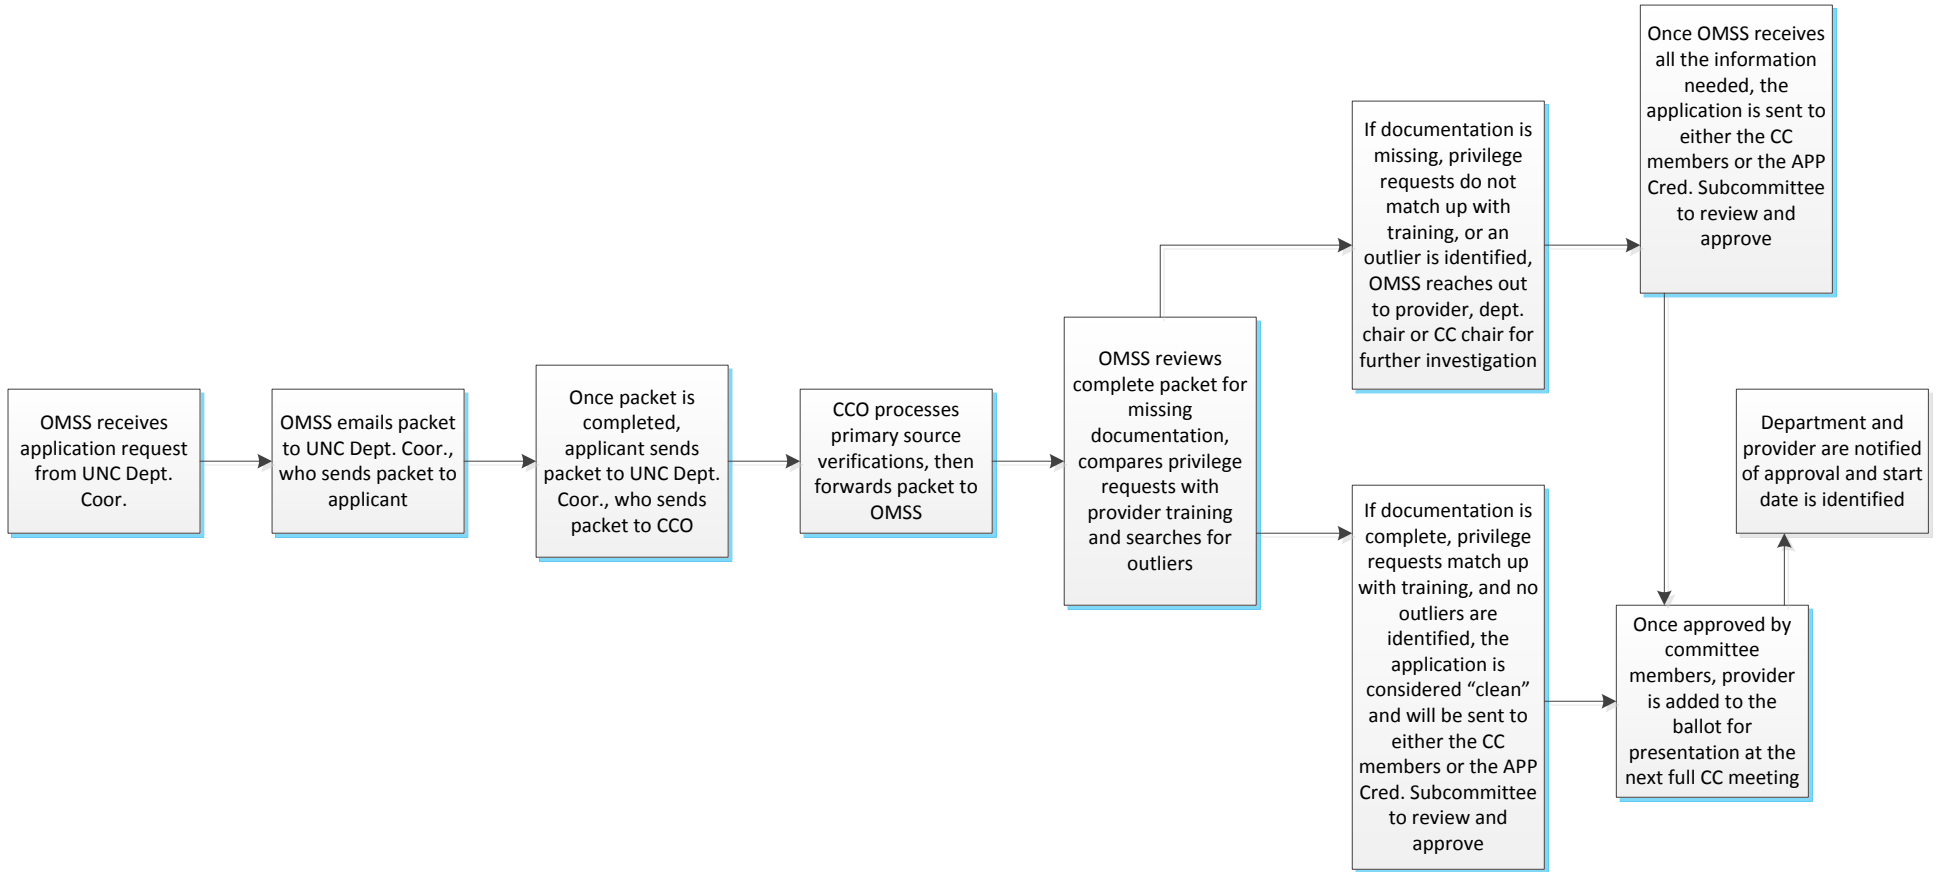 OMSS receives
application request
from UNC Dept.
Coor.
OMSS emails packet
to UNC Dept. Coor.,
who sends packet to
applicant
Once packet is
completed,
applicant sends
packet to UNC Dept.
Coor., who sends
packet to CCO
CCO processes
primary source
verifications, then
forwards packet to
OMSS
OMSS reviews
complete packet for
missing
documentation,
compares privilege
requests with
provider training
and searches for
outliers
If documentation is
missing, privilege
requests do not
match up with
training, or an
outlier is identified,
OMSS reaches out
to provider, dept.
chair or CC chair for
further investigation
Once OMSS receives
all the information
needed, the
application is sent to
either the CC
members or the APP
Cred. Subcommittee
to review and
approve
If documentation is
complete, privilege
requests match up
with training, and no
outliers are
identified, the
application is
considered “clean”
and will be sent to
either the CC
members or the APP
Cred. Subcommittee
to review and
approve
Once approved by
committee
members, provider
is added to the
ballot for
presentation at the
next full CC meeting
Department and
provider are notified
of approval and start
date is identified